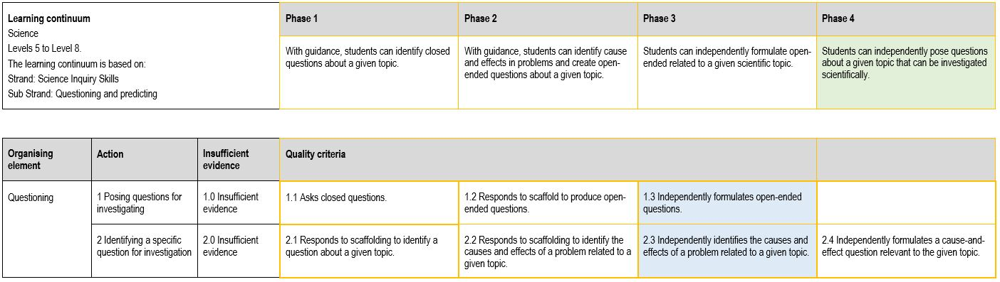 Learning continuum
Science
Levels 5 to Level 8.
The learning continuum is based on:
Strand: Science Inquiry Skills
Sub Strand: Questioning and predicting
Phase 1
Phase 2
Phase 3
Phase 4
With guidance, students can identify closed
questions about a given topic.
With guidance, students can identify cause
and effects in problems and create open-
ended questions about a given topic.
Students can independently formulate open-
ended related to a given scientific topic.
Students can independently pose questions
about a given topic that can be investigated
scientifically.
Organising
element
Action
Insufficient
evidence
Quality criteria
Questioning
1 Posing questions for
investigating
1.0 Insufficient
evidence
1.1 Asks closed questions.
1.2 Responds to scaffold to produce open-
ended questions.
1.3 Independently formulates open-ended
questions.
2 Identifying a specific
question for investigation
2.0 Insufficient
evidence
2.1 Responds to scaffolding to identify a
question about a given topic.
2.2 Responds to scaffolding to identify the
causes and effects of a problem related to a
given topic.
2.3 Independently identifies the causes and
effects of a problem related to a given topic.
2.4 Independently formulates a cause-and-
effect question relevant to the given topic.